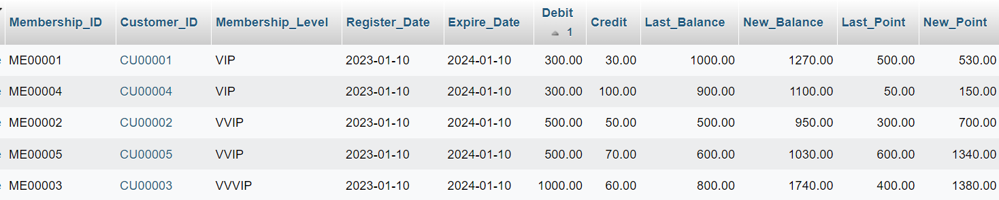 Membership_ID Customer_ID Membership_Level Register_Date Expire_Date Debit 1 Credit Last_Balance New_Balance Last_Point New_Point
ME00001 CU00001 VIP 2023-01-10 2024-01-10 300.00 30.00 1000.00 1270.00 500.00 530.00
ME00004 CU00004 VIP 2023-01-10 2024-01-10 300.00 100.00 900.00 1100.00 50.00 150.00
ME00002 CU00002 VVIP 2023-01-10 2024-01-10 500.00 50.00 500.00 950.00 300.00 700.00
ME00005 CU00005 VVIP 2023-01-10 2024-01-10 500.00 70.00 600.00 1030.00 600.00 1340.00
ME00003 CU00003 VVVIP 2023-01-10 2024-01-10 1000.00 60.00 800.00 1740.00 400.00 1380.00